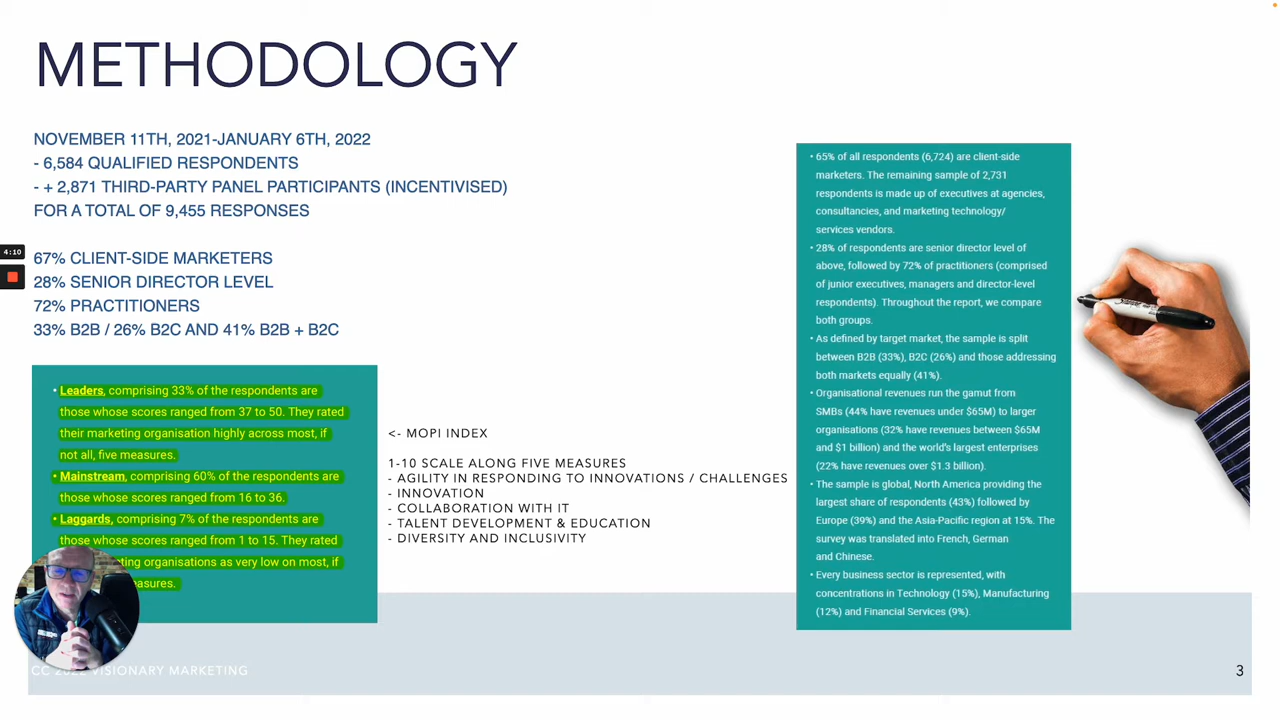 METHODOLOGY
NOVEMBER 11TH, 2021-JANUARY 6TH, 2022
- 6,584 QUALIFIED RESPONDENTS
- + 2,871 THIRD-PARTY PANEL PARTICIPANTS (INCENTIVISED)
FOR A TOTAL OF 9,455 RESPONSES
4:10
67% CLIENT-SIDE MARKETERS
28% SENIOR DIRECTOR LEVEL
72% PRACTITIONERS
33% B2B / 26% B2C AND 41% B2B + B2C
• Leaders, comprising 33% of the respondents are
those whose scores ranged from 37 to 50. They rated
their marketing organisation highly across most, if
not all, five measures.
• Mainstream, comprising 60% of the respondents are
those whose scores ranged from 16 to 36.
• Laggards, comprising 7% of the respondents are
those whose scores ranged from 1 to 15. They rated
organisations as very low on most, if
<- MOPI INDEX
1-10 SCALE ALONG FIVE MEASURES
- AGILITY IN RESPONDING TO INNOVATIONS / CHALLENGES
- INNOVATION
- COLLABORATION WITH IT
- TALENT DEVELOPMENT & EDUCATION
- DIVERSITY AND INCLUSIVITY
• 65% of all respondents (6,724) are client-side
marketers. The remaining sample of 2,731
respondents is made up of executives at agencies,
consultancies, and marketing technology/
services vendors.
• 28% of respondents are senior director level of
above, followed by 72% of practitioners (comprised
of junior executives, managers and director-level
respondents). Throughout the report, we compare
both groups.
• As defined by target market, the sample is split
between B2B (33%), B2C (26%) and those addressing
both markets equally (41%).
• Organisational revenues run the gamut from
SMBs (44% have revenues under $65M) to larger
organisations (32% have revenues between $65M
and $1 billion) and the world's largest enterprises
(22% have revenues over $1.3 billion).
• The sample is global, North America providing the
largest share of respondents (43%) followed by
Europe (39%) and the Asia-Pacific region at 15%. The
survey was translated into French, German
and Chinese.
• Every business sector is represented, with
concentrations in Technology (15%), Manufacturing
(12%) and Financial Services (9%).
CC 2022 VISIONARY MARKETING
3